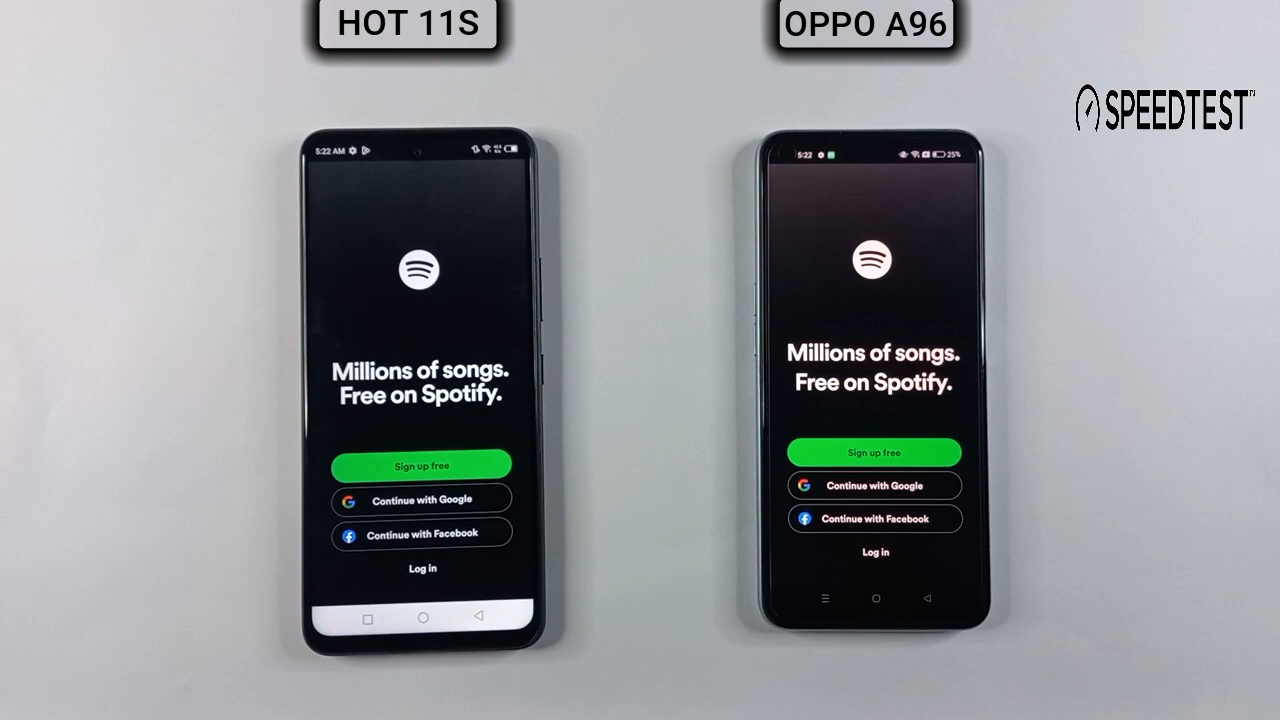 HOT 11S
OPPO A96
SPEEDTEST
5:22 AM
Millions of songs.
Free on Spotify.
Sign up free
Continue with Google
Continue with Facebook
Log in
5:22
25%
Millions of songs.
Free on Spotify.
Sign up free
Continue with Google
Continue with Facebook
Log in